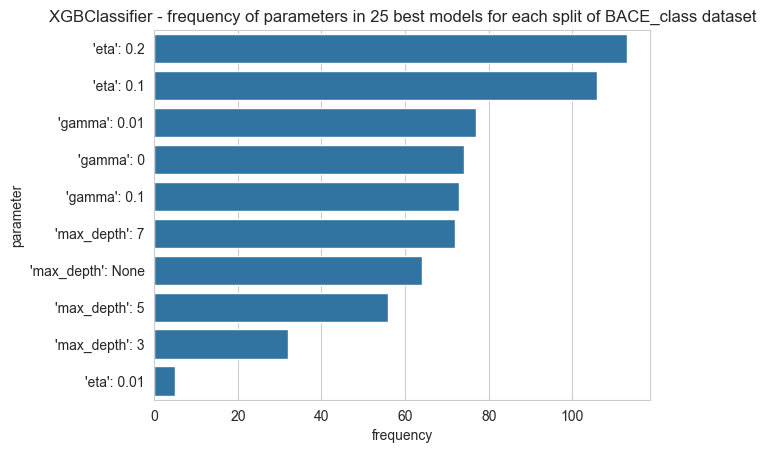 XGBClassifier - frequency of parameters in 25 best models for each split of BACE_class dataset
'eta': 0.2
'eta': 0.1
'gamma': 0.01
'gamma': 0
'gamma': 0.1
'max_depth': 7
'max_depth': None
'max_depth': 5
'max_depth': 3
'eta': 0.01
parameter
0 20 40 60 80 100
frequency